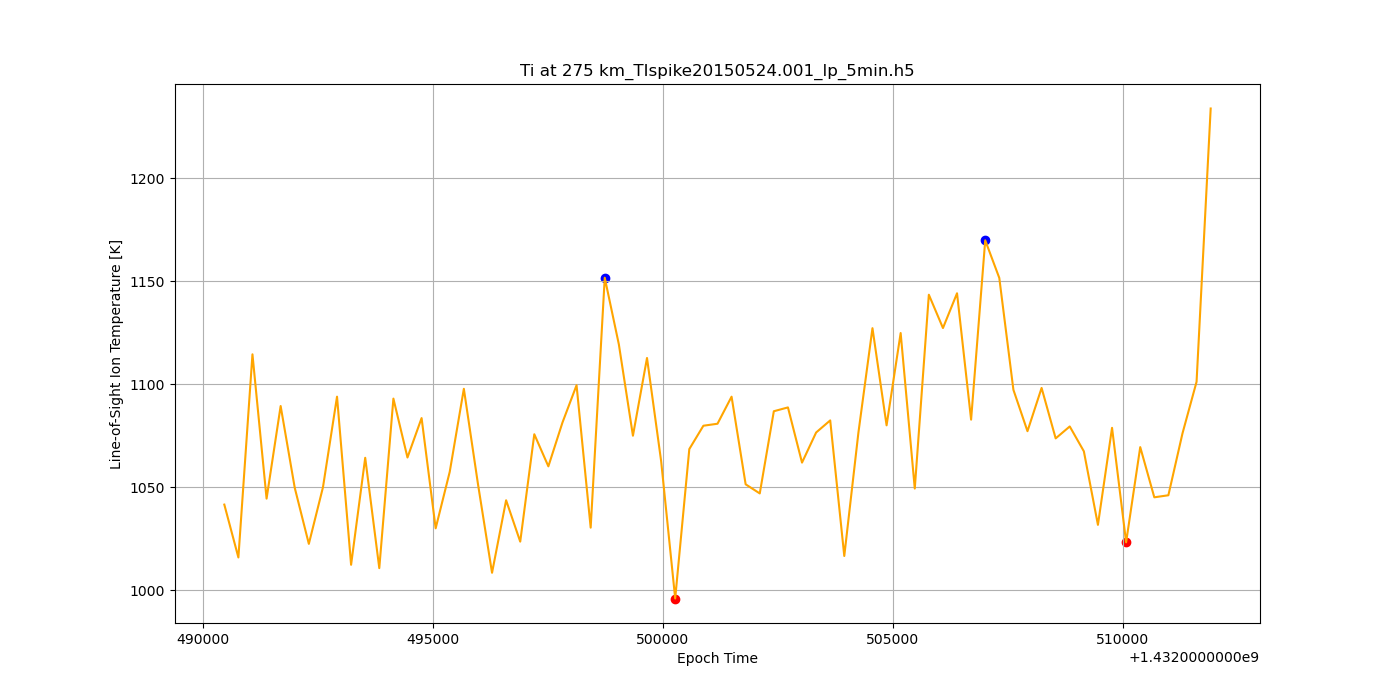 Ti at 275 km_TIspike20150524.001_lp_5min.h5
Line-of-Sight Ion Temperature [K]
1200
1150
1100
1050
1000
490000 495000 500000 505000 510000
Epoch Time
+1.4320000000e9